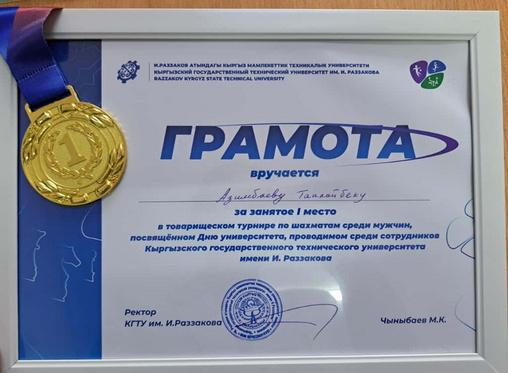 И.РАЗЗАКОВ АТЫНДАГЫ КЫРГЫЗ МАМЛЕКЕТТИК ТЕХНИКАЛЫК УНИВЕРСИТЕТИ
КЫРГЫЗСКИЙ ГОСУДАРСТВЕННЫЙ ТЕХНИЧЕСКИЙ УНИВЕРСИТЕТ ИМ. И. РАЗЗАКОВА
RAZZAKOV KYRGYZ STATE TECHNICAL UNIVERSITY
1
ГРАМОТА
вручается
Азимбаеву
за занятое I место
в товарищеском турнире по шахматам среди мужчин,
посвящённом Дню университета, проводимом среди сотрудников
Кыргызского государственного технического университета
имени И. Раззакова
Ректор
КГТУ им. И.Раззакова
Чыныбаев М.К.